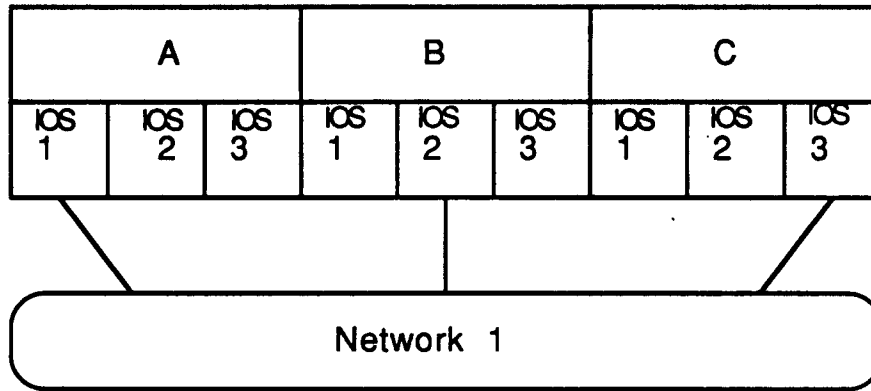 A B C
IOS IOS IOS IOS IOS IOS IOS IOS IOS
1 2 3 1 2 3 1 2 3
Network 1